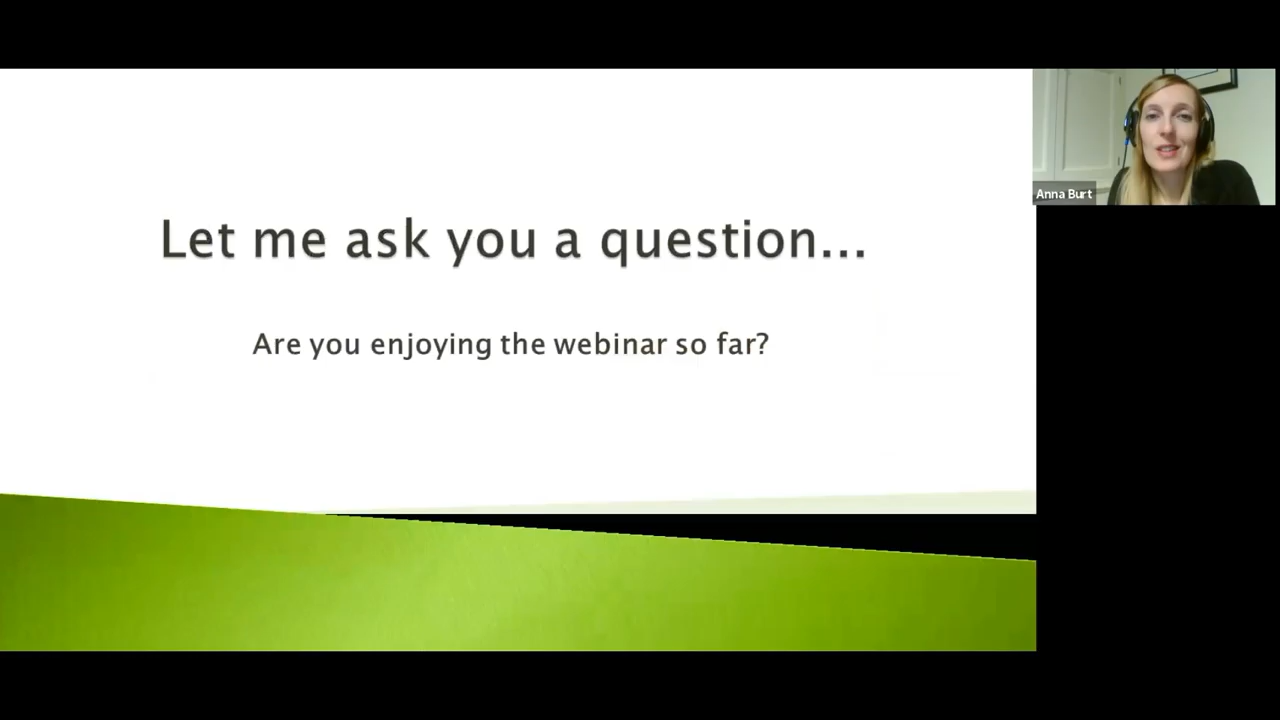 Let me ask you a question...
Are you enjoying the webinar so far?
Anna Burt